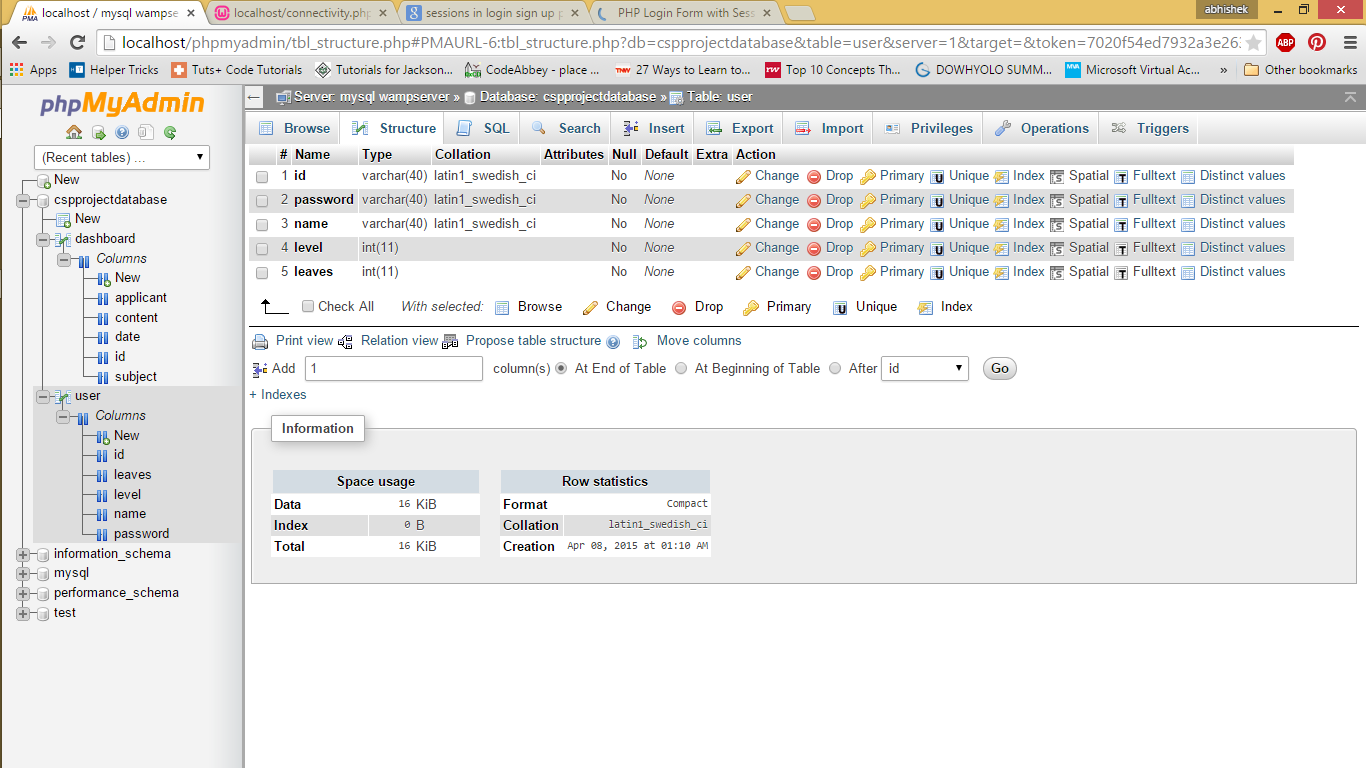 localhost / mysql wampse
localhost/connectivity.php
sessions in login sign up p
PHP Login Form with Sess
abhishek
localhost/phpmyadmin/tbl_structure.php#PMAURL-6:tbl_structure.php?db=cspprojectdatabase&table=user&server=1&target=&token=7020f54ed7932a3e263
ABP
Apps
Helper Tricks
Tuts+ Code Tutorials
Tutorials for Jackson...
CodeAbbey - place ...
27 Ways to Learn to...
Top 10 Concepts Th...
DOWHYOLO SUMM...
Microsoft Virtual Ac...
»
Other bookmarks
phpMyAdmin
(Recent tables) ...
New
cspprojectdatabase
New
dashboard
Columns
New
applicant
content
date
id
subject
user
Columns
New
id
leaves
level
name
password
information_schema
mysql
performance_schema
test
Server: mysql wampserver » Database: cspprojectdatabase » Table: user
Browse Structure SQL Search Insert Export Import Privileges Operations Triggers
# Name Type Collation Attributes Null Default Extra Action
1 id varchar(40) latin1_swedish_ci No None Change Drop Primary Unique Index Spatial Fulltext Distinct values
2 password varchar(40) latin1_swedish_ci No None Change Drop Primary Unique Index Spatial Fulltext Distinct values
3 name varchar(40) latin1_swedish_ci No None Change Drop Primary Unique Index Spatial Fulltext Distinct values
4 level int(11) No None Change Drop Primary Unique Index Spatial Fulltext Distinct values
5 leaves int(11) No None Change Drop Primary Unique Index Spatial Fulltext Distinct values
Check All With selected: Browse Change Drop Primary Unique Index
Print view Relation view Propose table structure Move columns
Add 1 column(s) At End of Table At Beginning of Table After id Go
+ Indexes
Information
Space usage
Data 16 KiB
Index 0 B
Total 16 KiB
Row statistics
Format Compact
Collation latin1_swedish_ci
Creation Apr 08, 2015 at 01:10 AM